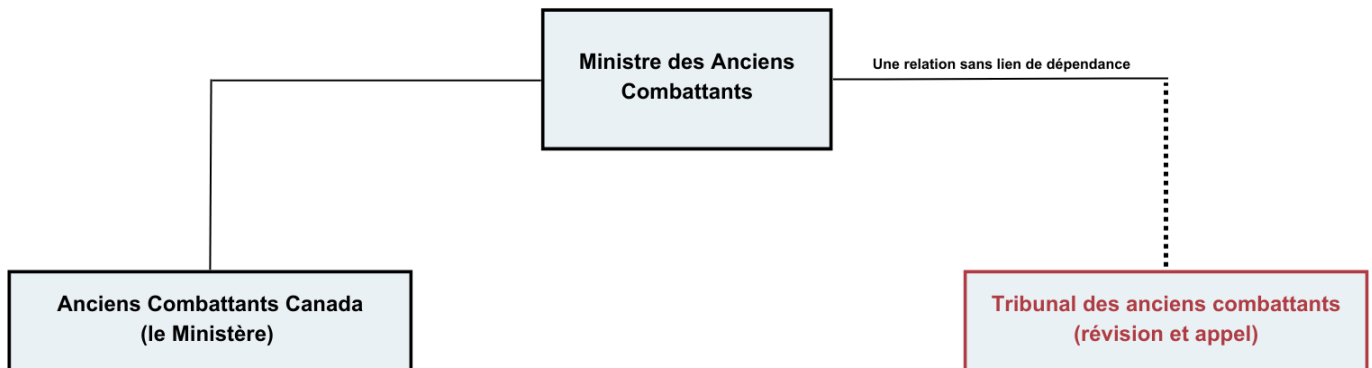 Ministre des Anciens
Combattants
Une relation sans lien de dépendance
Anciens Combattants Canada
(le Ministère)
Tribunal des anciens combattants
(révision et appel)